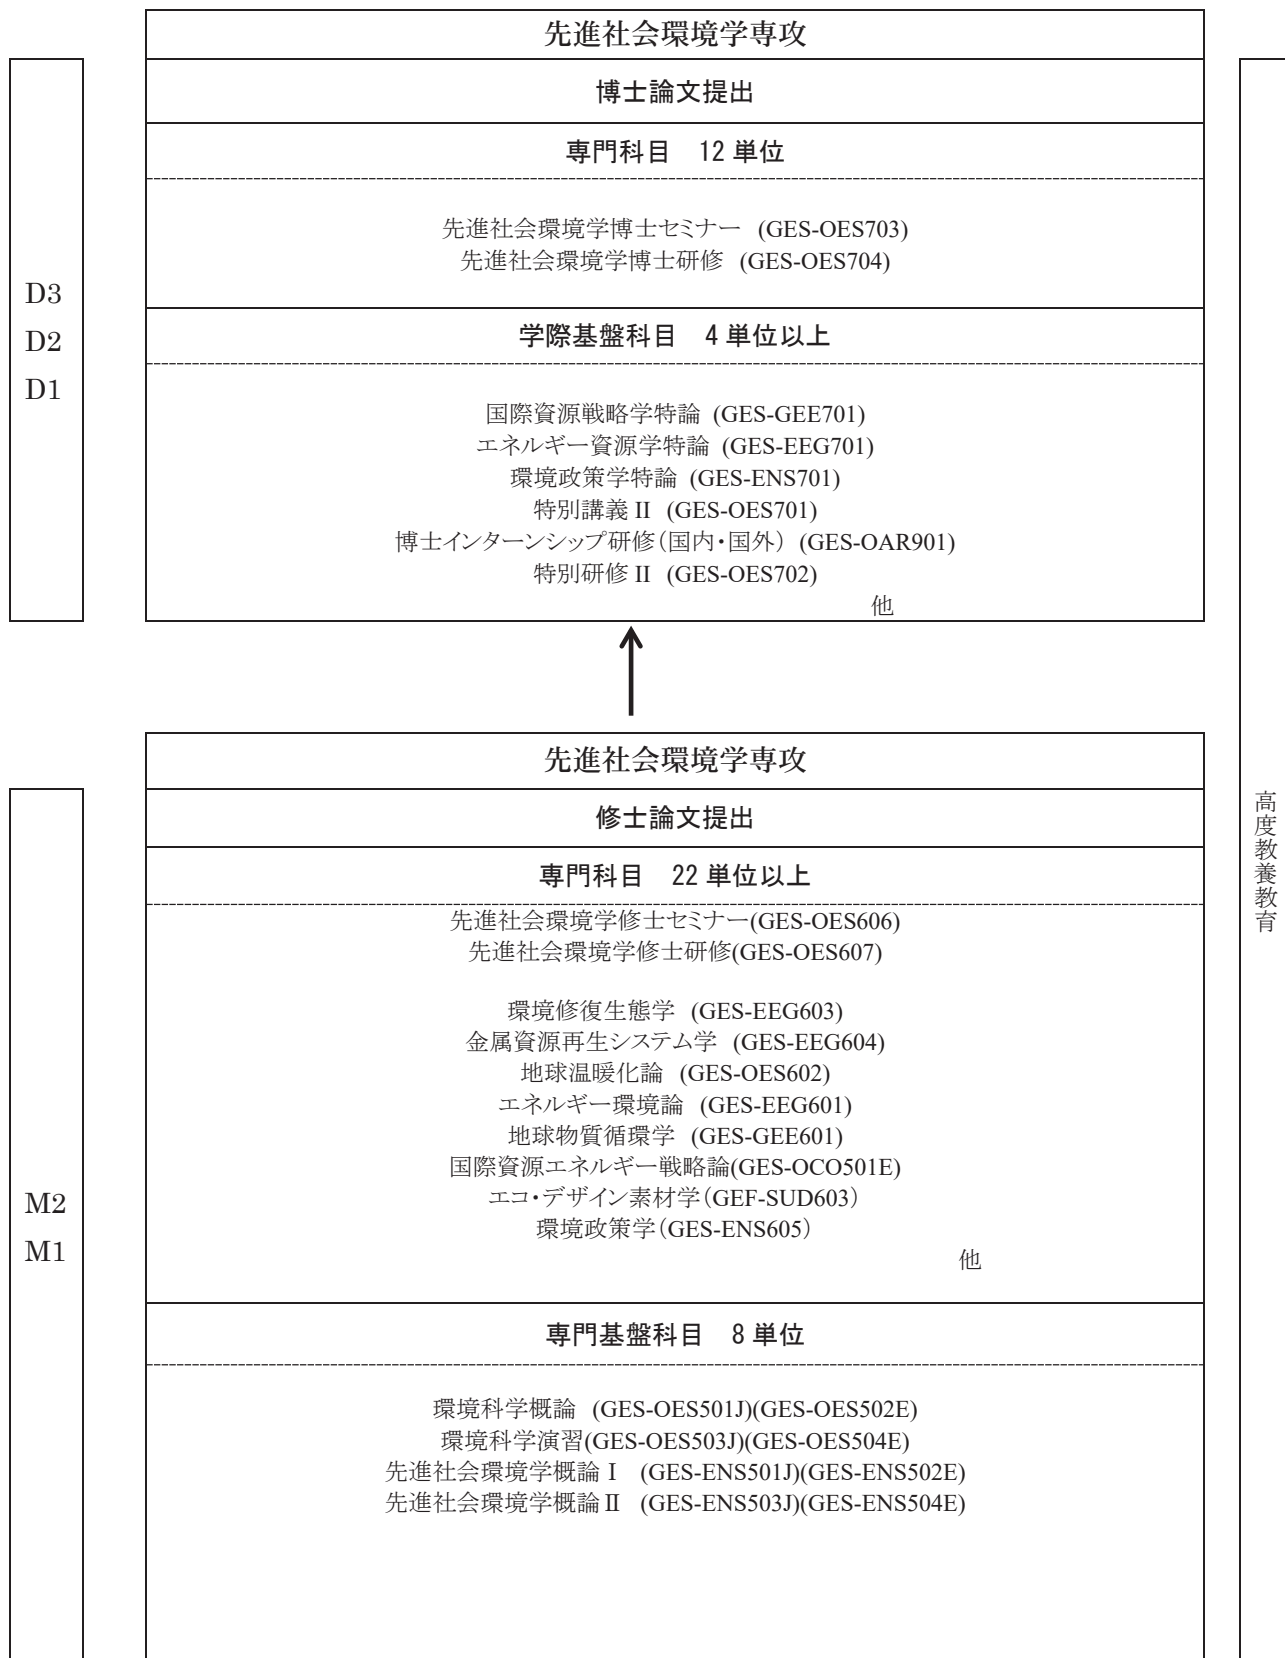 先進社会環境学専攻
博士論文提出
専門科目　12 単位
先進社会環境学博士セミナー (GES-OES703)
先進社会環境学博士研修 (GES-OES704)
D3
D2
D1
学際基盤科目　4 単位以上
国際資源戦略学特論 (GES-GEE701)
エネルギー資源学特論 (GES-EEG701)
環境政策学特論 (GES-ENS701)
特別講義 II (GES-OES701)
博士インターンシップ研修（国内・国外） (GES-OAR901)
特別研修 II (GES-OES702)
他
先進社会環境学専攻
修士論文提出
専門科目　22 単位以上
先進社会環境学修士セミナー(GES-OES606)
先進社会環境学修士研修(GES-OES607)
環境修復生態学 (GES-EEG603)
金属資源再生システム学 (GES-EEG604)
地球温暖化論 (GES-OES602)
エネルギー環境論 (GES-EEG601)
地球物質循環学 (GES-GEE601)
国際資源エネルギー戦略論(GES-OCO501E)
エコ・デザイン素材学（GEF-SUD603）
環境政策学（GES-ENS605）
他
M2
M1
専門基盤科目　8 単位
環境科学概論 (GES-OES501J)(GES-OES502E)
環境科学演習(GES-OES503J)(GES-OES504E)
先進社会環境学概論Ⅰ (GES-ENS501J)(GES-ENS502E)
先進社会環境学概論Ⅱ (GES-ENS503J)(GES-ENS504E)
高度教養教育